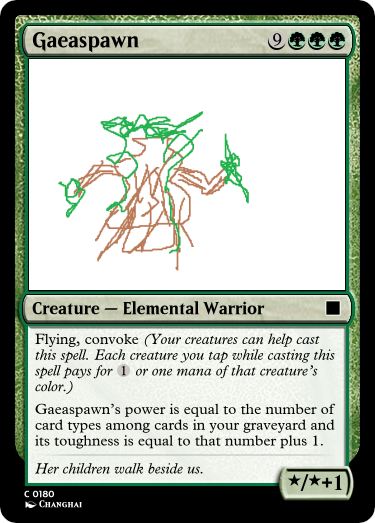 Gaeaspawn 9
Creature — Elemental Warrior
Flying, convoke (Your creatures can help cast
this spell. Each creature you tap while casting this
spell pays for 1 or one mana of that creature's
color.)
Gaeaspawn's power is equal to the number of
card types among cards in your graveyard and
its toughness is equal to that number plus 1.
Her children walk beside us.
★/★+1
C 0180
Changhai